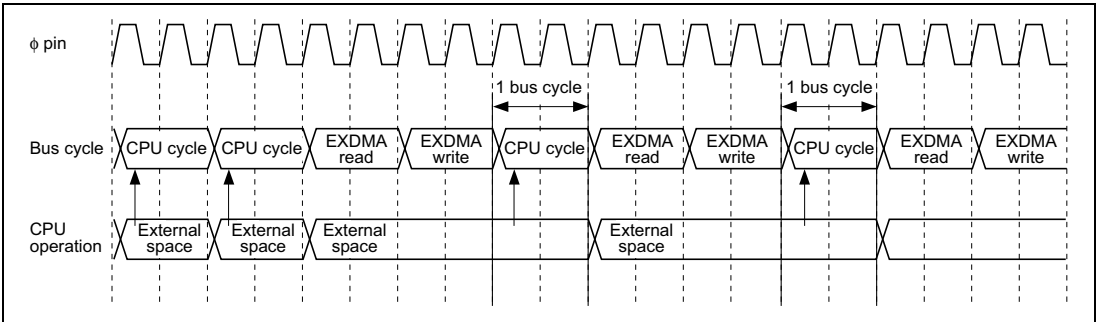 ϕ pin
1 bus cycle
1 bus cycle
Bus cycle
CPU cycle
CPU cycle
EXDMA
read
EXDMA
write
CPU cycle
EXDMA
read
EXDMA
write
CPU cycle
EXDMA
read
EXDMA
write
CPU
operation
External
space
External
space
External
space
External
space